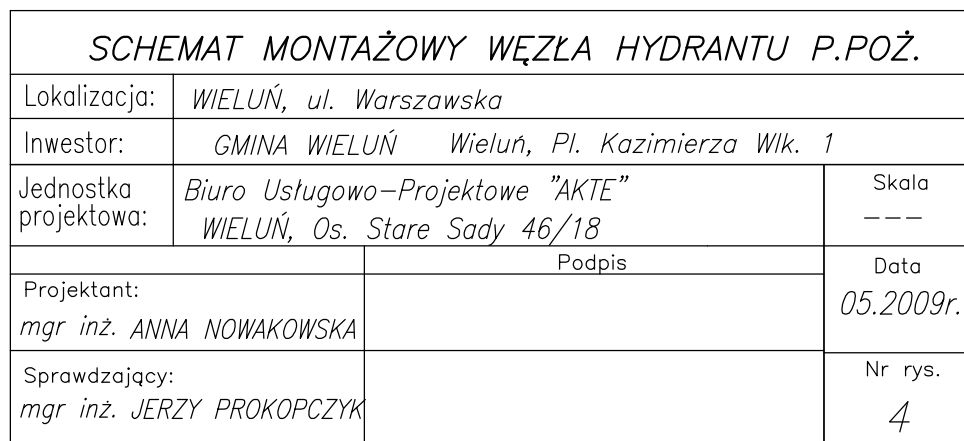 SCHEMAT MONTAŻOWY WĘZŁA HYDRANTU P.POŻ.
Lokalizacja: WIELUŃ, ul. Warszawska
Inwestor: GMINA WIELUŃ Wieluń, Pl. Kazimierza Wlk. 1
Jednostka projektowa:
Biuro Usługowo-Projektowe "AKTE"
WIELUŃ, Os. Stare Sady 46/18
Skala
---
Podpis
Data
05.2009r.
Projektant:
mgr inż. ANNA NOWAKOWSKA
Sprawdzający:
mgr inż. JERZY PROKOPCZYK
Nr rys.
4